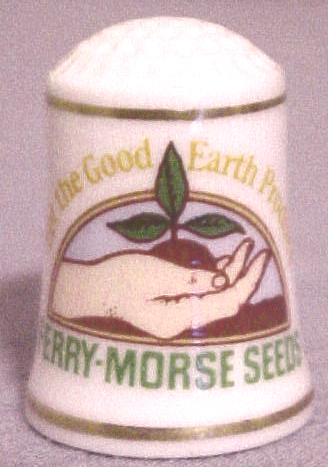 the Good Earth
ERRY-MORSE SEEDS